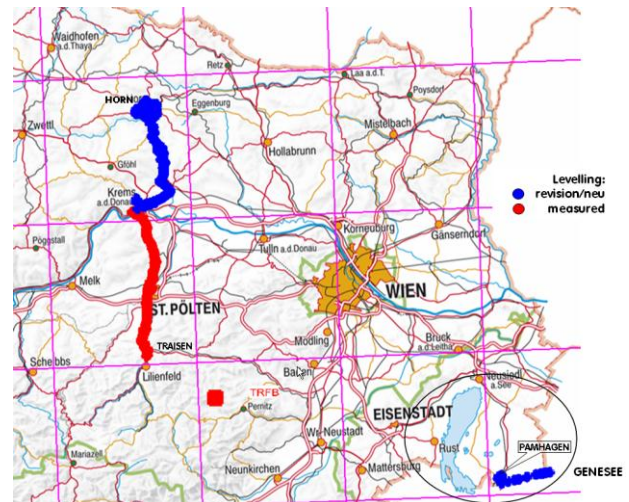 Waidhofen
a.d.Thaya
Retz
Laa a.d.T.
Poysdorf
HORN
Eggenburg
Zwettl
Mistelbach
Hollabrunn
Gföhl
Levelling:
revision/neu
measured
Krems
a.d.Donau
Korneuburg
Gänserndorf
Pöggstall
Tulln a.d.Donau
Melk
WIEN
ST.PÖLTEN
Mödling
Bruck
a.d.Leitha
TRAISEN
Scheibbs
Lilienfeld
Baden
Neusiedl
a.See
TRFB
Pernitz
EISENSTADT
Rust
PAMHAGEN
Mariazell
Wr.Neustadt
Neunkirchen
Mattersburg
GENESEE